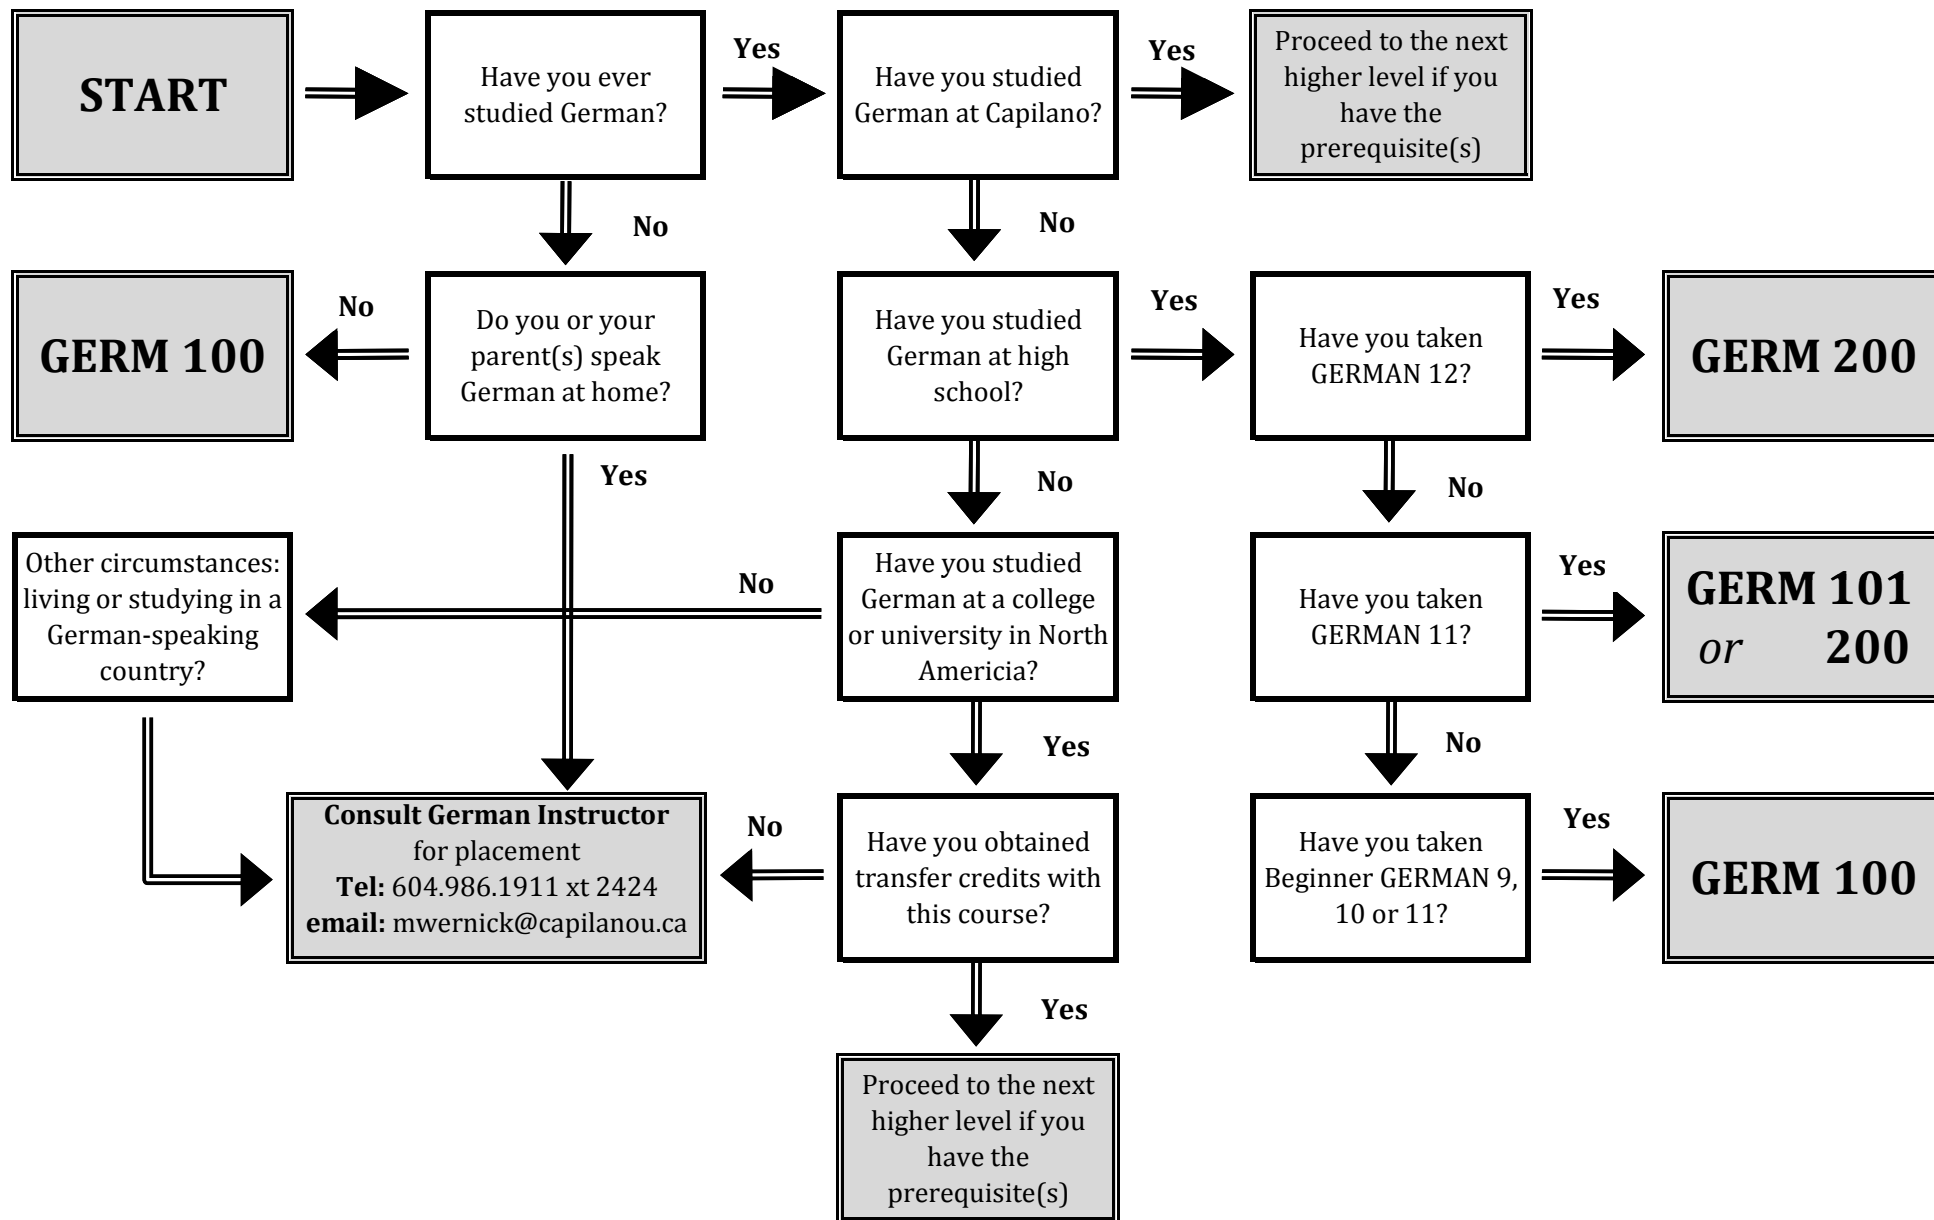 START
Have you ever
studied German?
Yes
Have you studied
German at Capilano?
Yes
Proceed to the next
higher level if you
have the
prerequisite(s)
No
No
GERM 100
No
Do you or your
parent(s) speak
German at home?
Have you studied
German at high
school?
Yes
Have you taken
GERMAN 12?
Yes
GERM 200
Yes
No
No
Other circumstances:
living or studying in a
German-speaking
country?
No
Have you studied
German at a college
or university in North
Americia?
Have you taken
GERMAN 11?
Yes
GERM 101
or 200
Yes
No
Consult German Instructor
for placement
Tel: 604.986.1911 xt 2424
email: mwernick@capilanou.ca
No
Have you obtained
transfer credits with
this course?
Have you taken
Beginner GERMAN 9,
10 or 11?
Yes
GERM 100
Yes
Proceed to the next
higher level if you
have the
prerequisite(s)